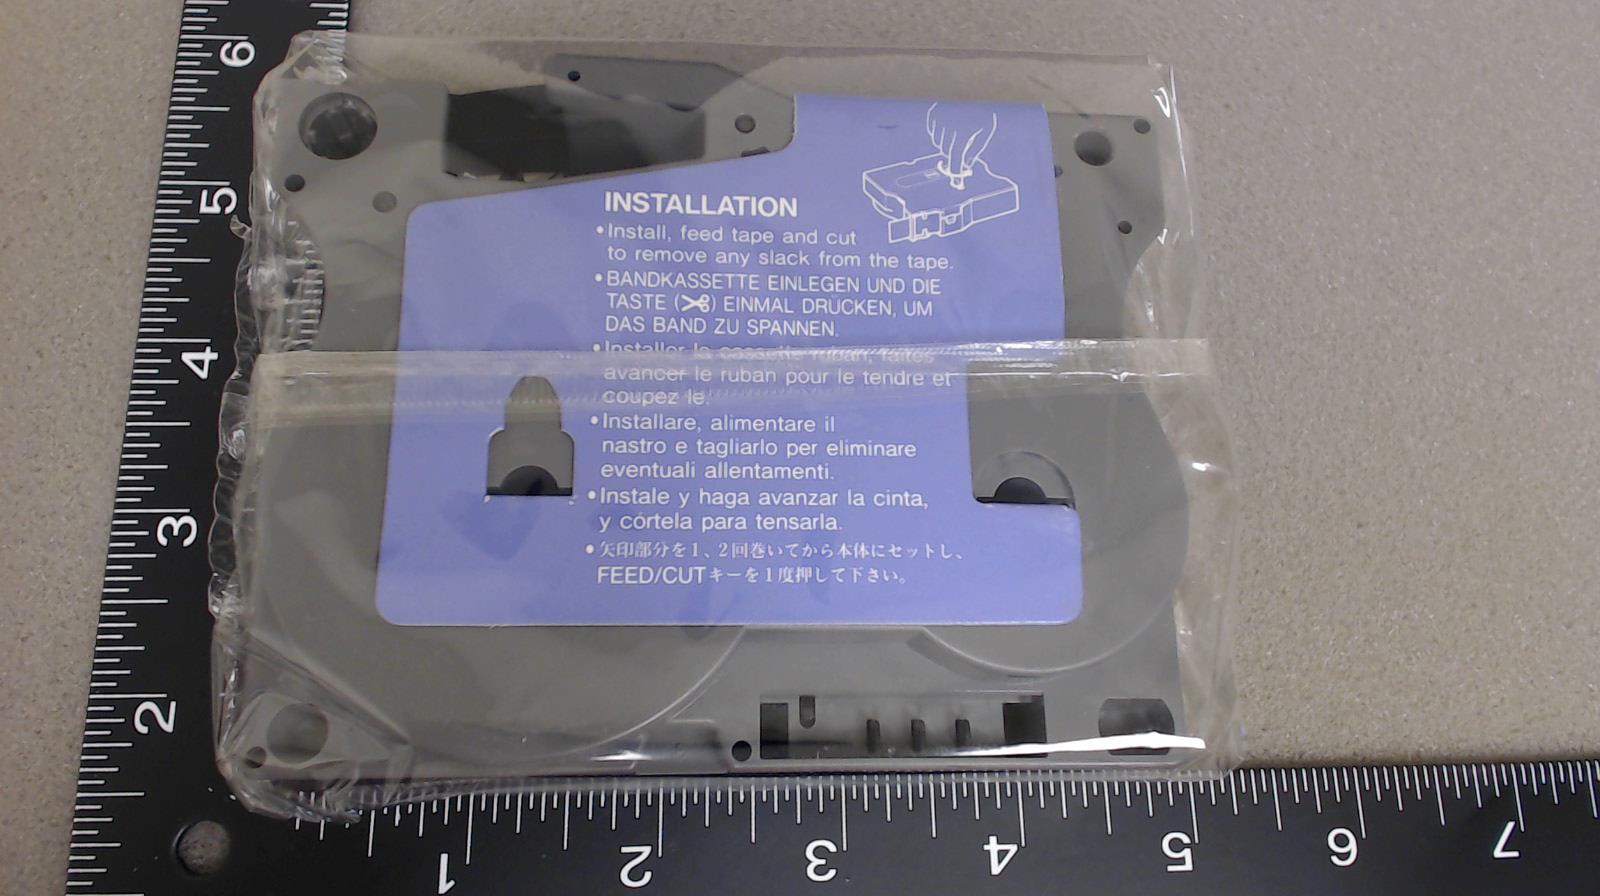 INSTALLATION
•Install, feed tape and cut
to remove any slack from the tape.
•BANDKASSETTE EINLEGEN UND DIE
TASTE (✂) EINMAL DRÜCKEN, UM
DAS BAND ZU SPANNEN.
•Installer la cassette ruban, faites
avancer le ruban pour le tendre et
coupez le.
•Installare, alimentare il
nastro e tagliarlo per eliminare
eventuali allentamenti.
•Instale y haga avanzar la cinta,
y córtela para tensarla.
•矢印部分を1、2回巻いてから本体にセットし、
FEED/CUTキーを1度押して下さい。
6
5
4
3
2
1 2 3 4 5 6 7